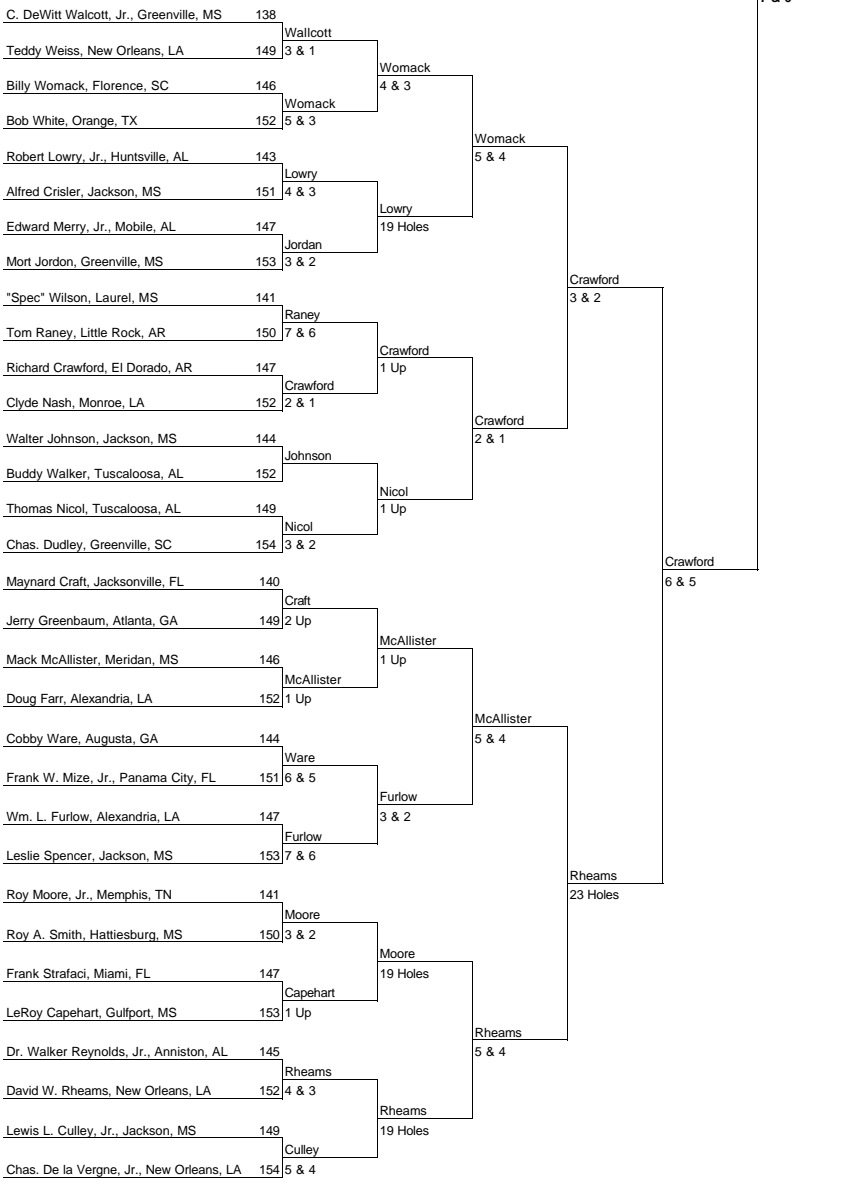 C. DeWitt Walcott, Jr., Greenville, MS 138
Wallcott
Teddy Weiss, New Orleans, LA 149 3 & 1
Womack
Billy Womack, Florence, SC 146 4 & 3
Womack
Bob White, Orange, TX 152 5 & 3
Womack
Robert Lowry, Jr., Huntsville, AL 143 5 & 4
Lowry
Alfred Crisler, Jackson, MS 151 4 & 3
Lowry
Edward Merry, Jr., Mobile, AL 147 19 Holes
Jordan
Mort Jordon, Greenville, MS 153 3 & 2
Crawford
"Spec" Wilson, Laurel, MS 141 3 & 2
Raney
Tom Raney, Little Rock, AR 150 7 & 6
Crawford
Richard Crawford, El Dorado, AR 147 1 Up
Crawford
Clyde Nash, Monroe, LA 152 2 & 1
Crawford
Walter Johnson, Jackson, MS 144 2 & 1
Johnson
Buddy Walker, Tuscaloosa, AL 152
Nicol
Thomas Nicol, Tuscaloosa, AL 149 1 Up
Nicol
Chas. Dudley, Greenville, SC 154 3 & 2
Crawford
Maynard Craft, Jacksonville, FL 140 6 & 5
Craft
Jerry Greenbaum, Atlanta, GA 149 2 Up
McAllister
Mack McAllister, Meridan, MS 146 1 Up
McAllister
Doug Farr, Alexandria, LA 152 1 Up
McAllister
Cobby Ware, Augusta, GA 144 5 & 4
Ware
Frank W. Mize, Jr., Panama City, FL 151 6 & 5
Furlow
Wm. L. Furlow, Alexandria, LA 147 3 & 2
Furlow
Leslie Spencer, Jackson, MS 153 7 & 6
Rheams
Roy Moore, Jr., Memphis, TN 141 23 Holes
Moore
Roy A. Smith, Hattiesburg, MS 150 3 & 2
Moore
Frank Strafaci, Miami, FL 147 19 Holes
Capehart
LeRoy Capehart, Gulfport, MS 153 1 Up
Rheams
Dr. Walker Reynolds, Jr., Anniston, AL 145 5 & 4
Rheams
David W. Rheams, New Orleans, LA 152 4 & 3
Rheams
Lewis L. Culley, Jr., Jackson, MS 149 19 Holes
Culley
Chas. De la Vergne, Jr., New Orleans, LA 154 5 & 4